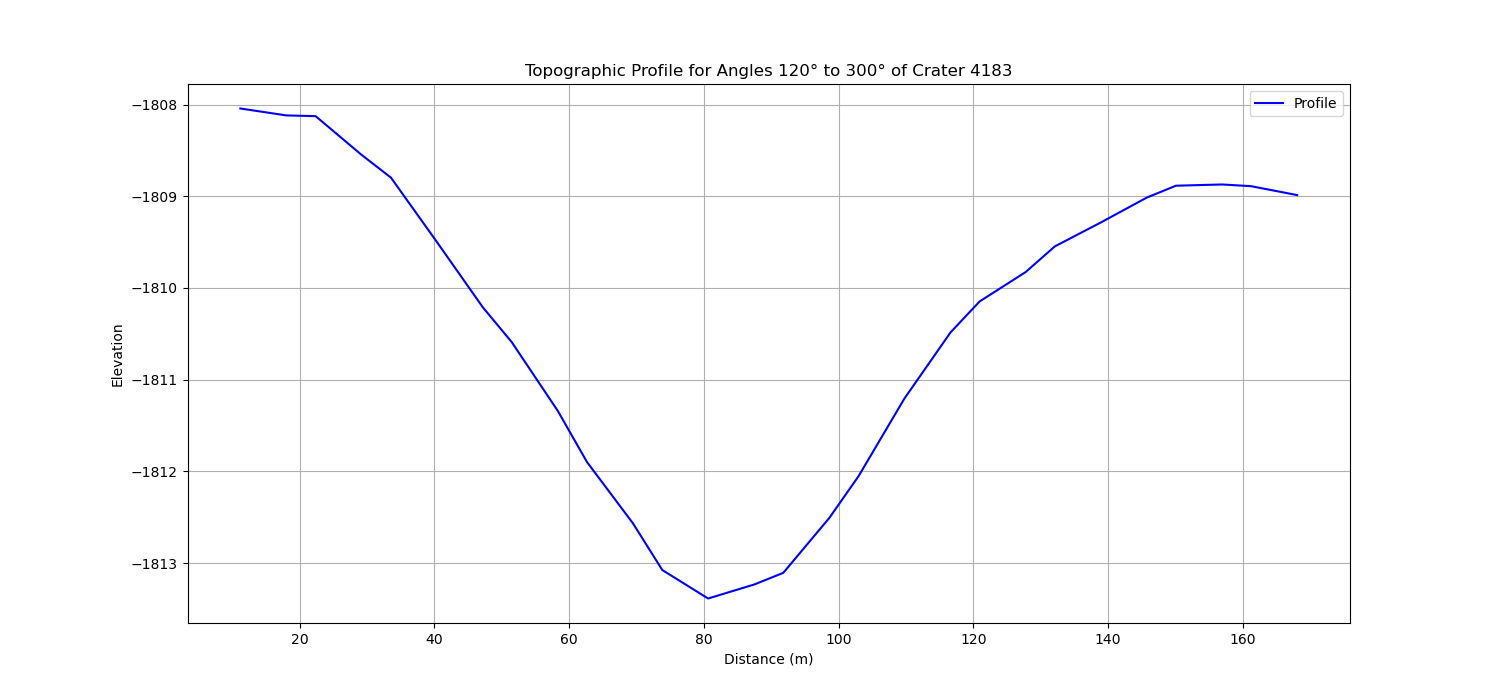 Topographic Profile for Angles 120° to 300° of Crater 4183
Profile
−1808
−1809
−1810
−1811
−1812
−1813
Elevation
20 40 60 80 100 120 140 160
Distance (m)